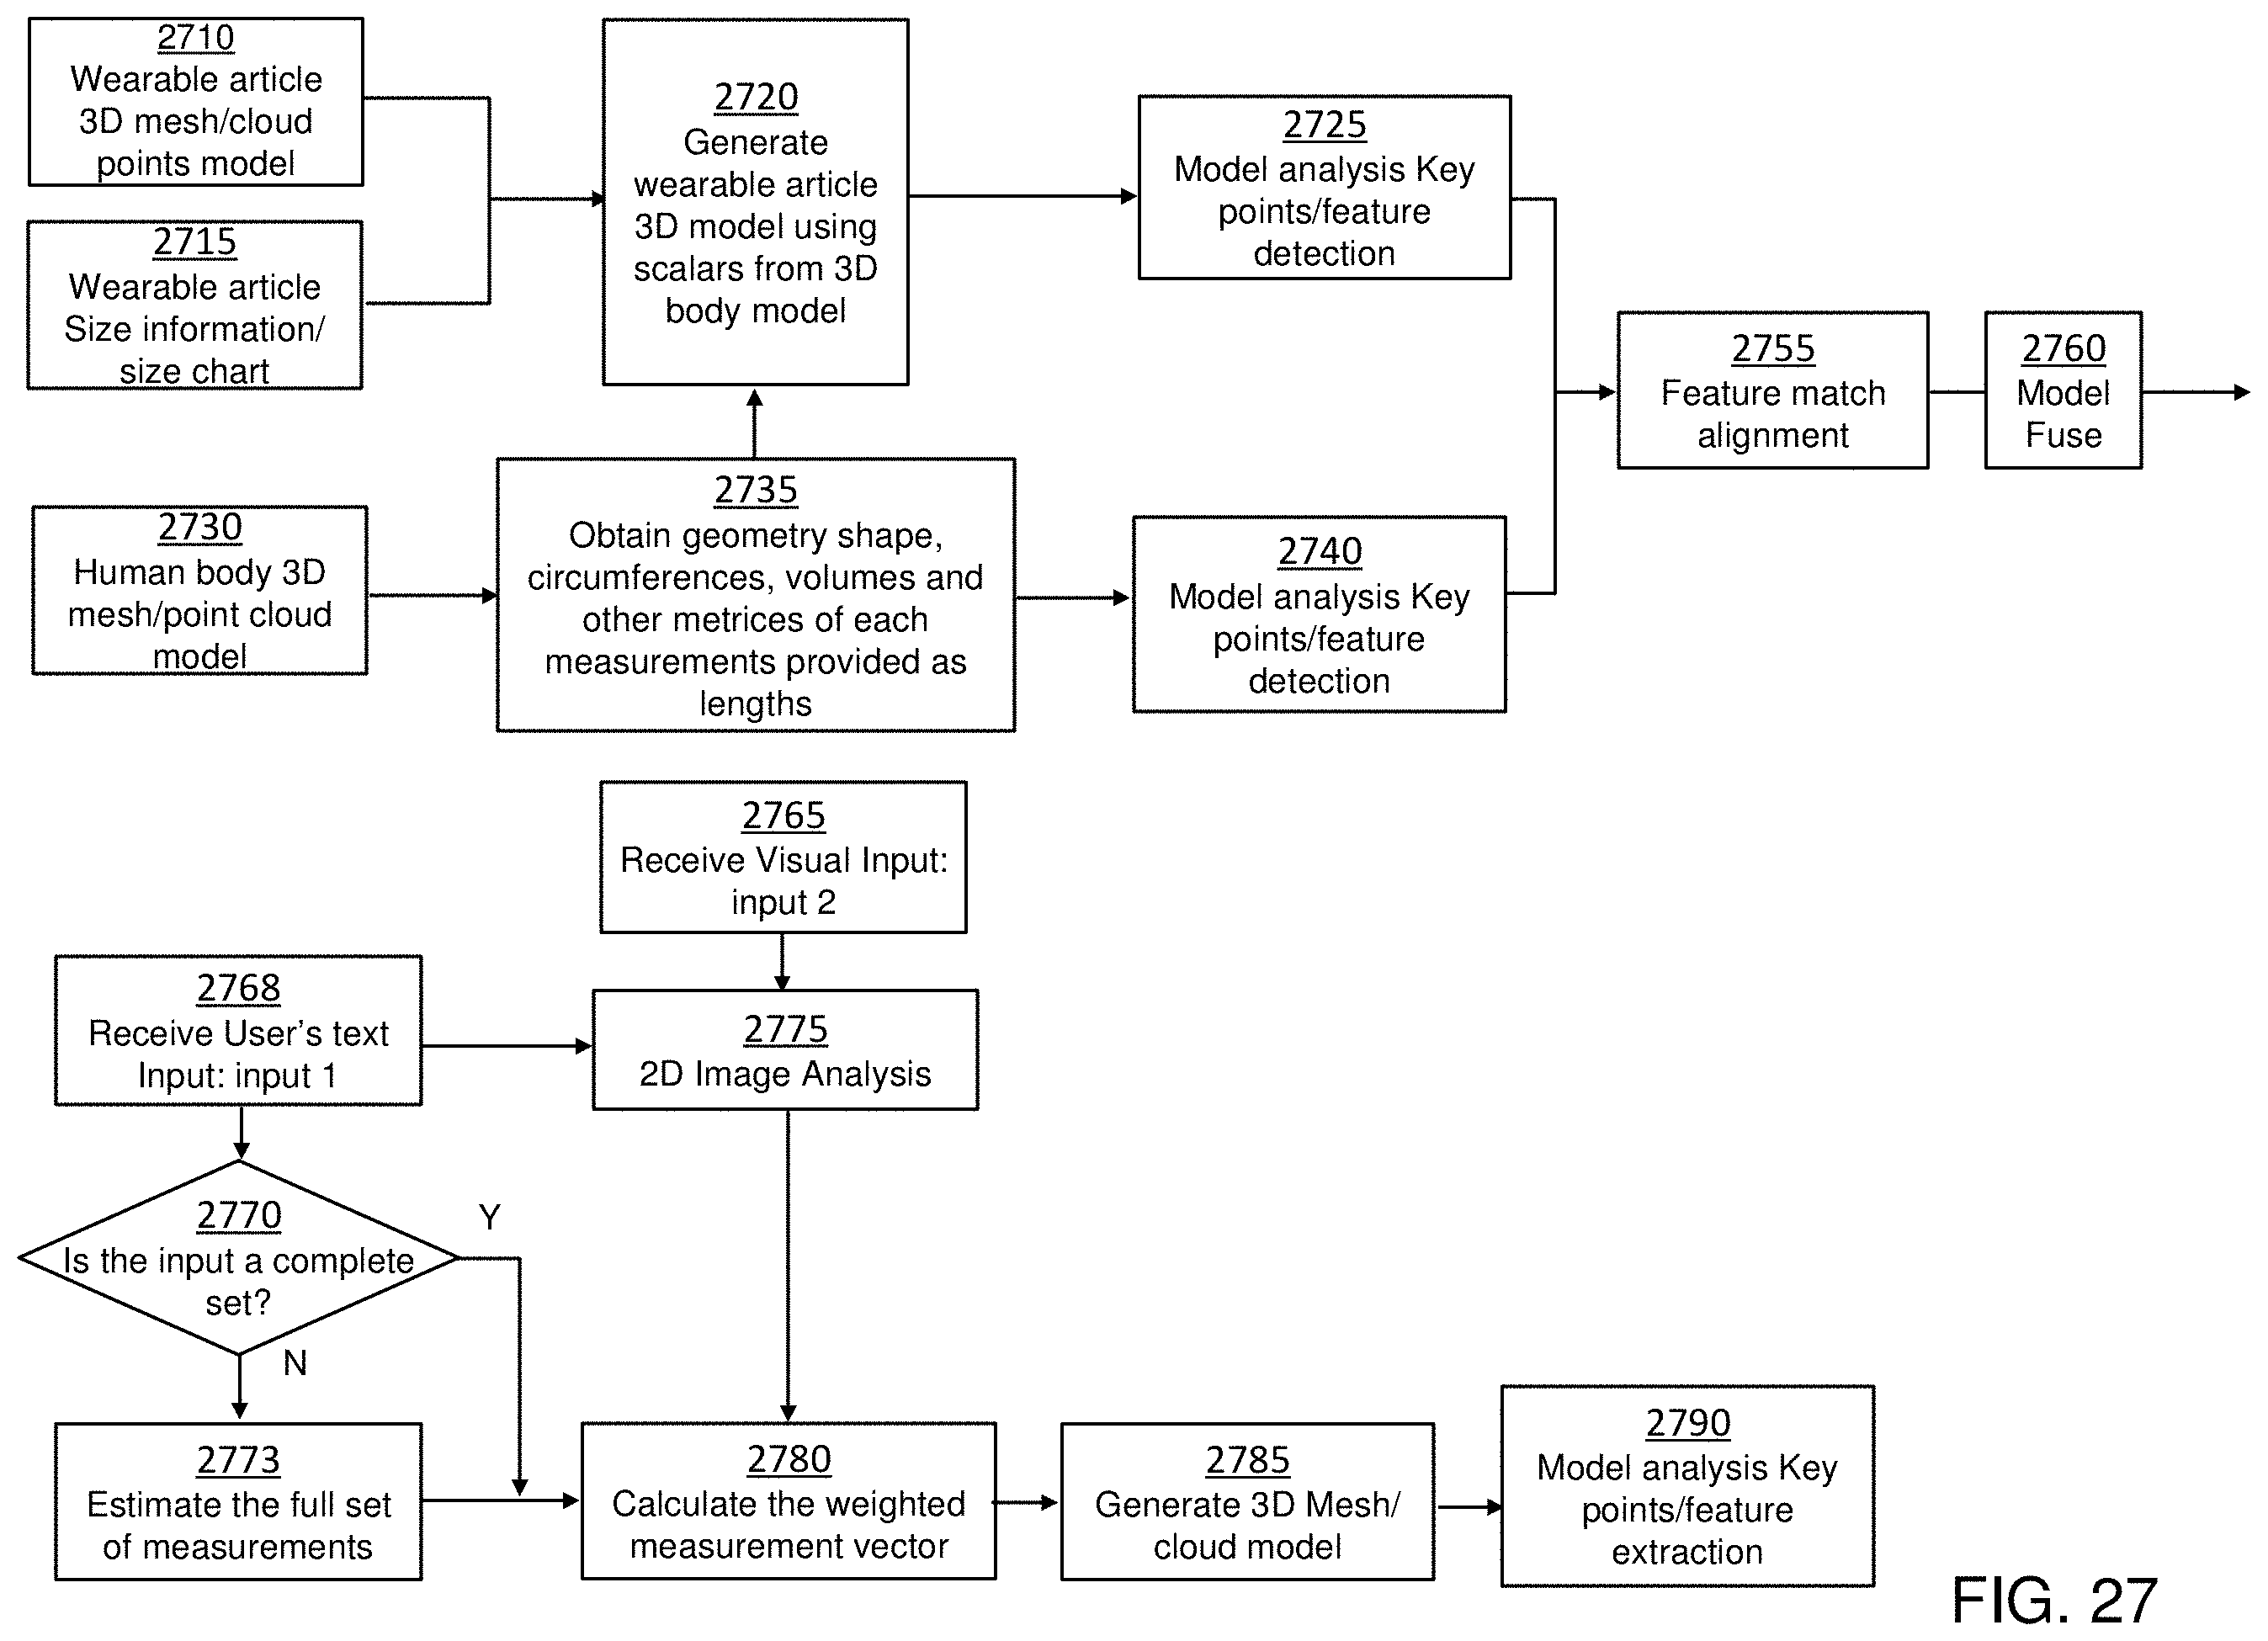 2710
Wearable article
3D mesh/cloud
points model
2715
Wearable article
Size information/
size chart
2720
Generate
wearable article
3D model using
scalars from 3D
body model
2725
Model analysis Key
points/feature
detection
2730
Human body 3D
mesh/point cloud
model
2735
Obtain geometry shape,
circumferences, volumes and
other metrices of each
measurements provided as
lengths
2740
Model analysis Key
points/feature
detection
2755
Feature match
alignment
2760
Model
Fuse
2765
Receive Visual Input:
input 2
2768
Receive User’s text
Input: input 1
2775
2D Image Analysis
2770
Is the input a complete
set?
Y
N
2773
Estimate the full set
of measurements
2780
Calculate the weighted
measurement vector
2785
Generate 3D Mesh/
cloud model
2790
Model analysis Key
points/feature
extraction
FIG. 27